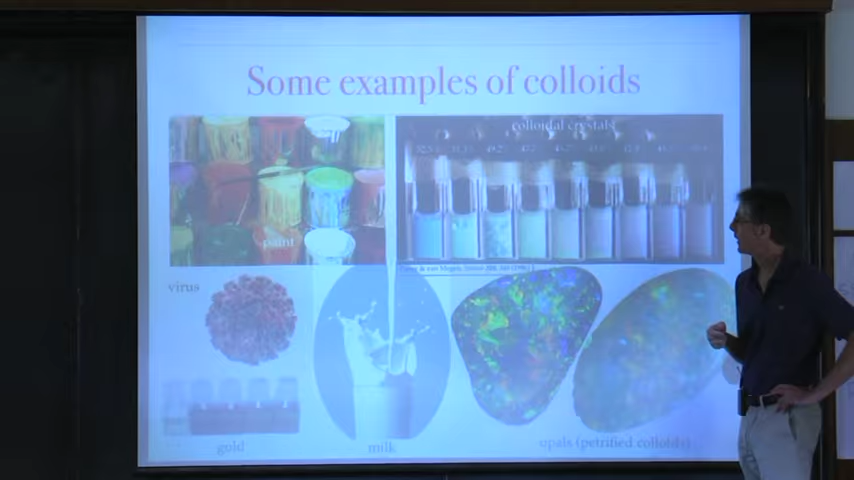 Some examples of colloids
colloidal crystals
paint
virus
gold
milk
opals (petrified colloids)